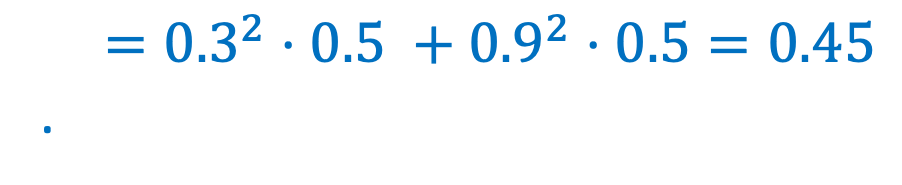 = 0.3² · 0.5 + 0.9² · 0.5 = 0.45
.